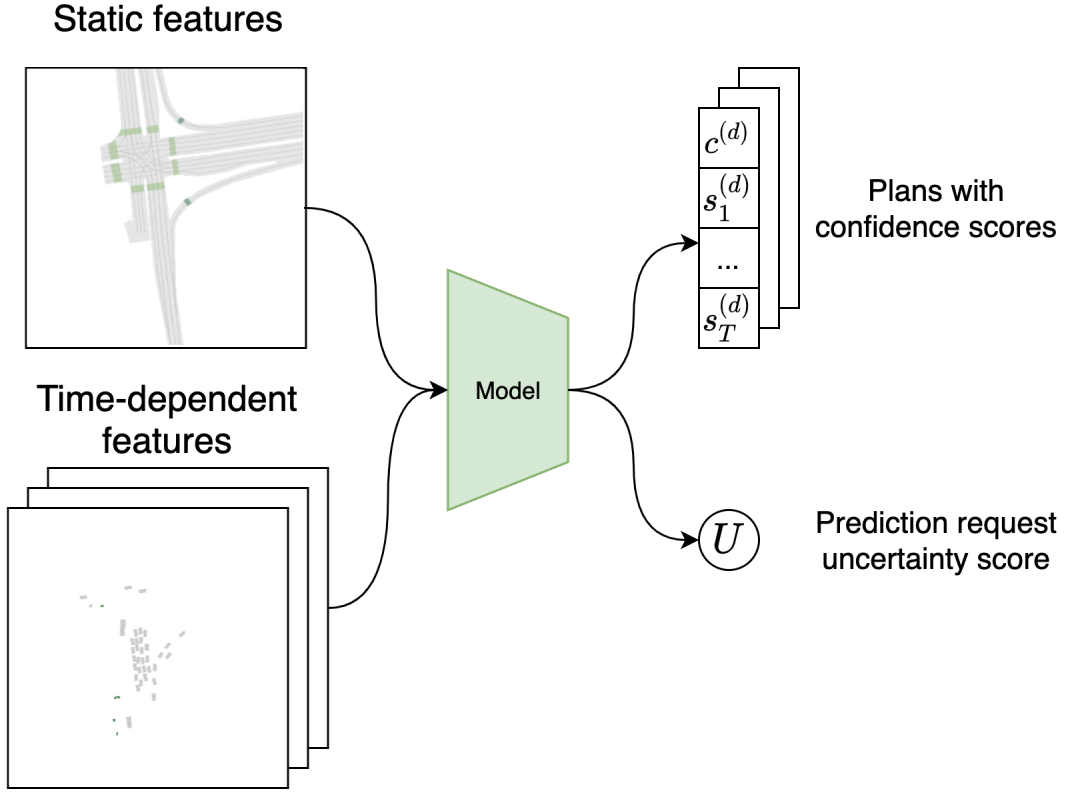 Static features
Time-dependent
features
Model
c^{(d)}
s_1^{(d)}
...
s_T^{(d)}
Plans with
confidence scores
U
Prediction request
uncertainty score